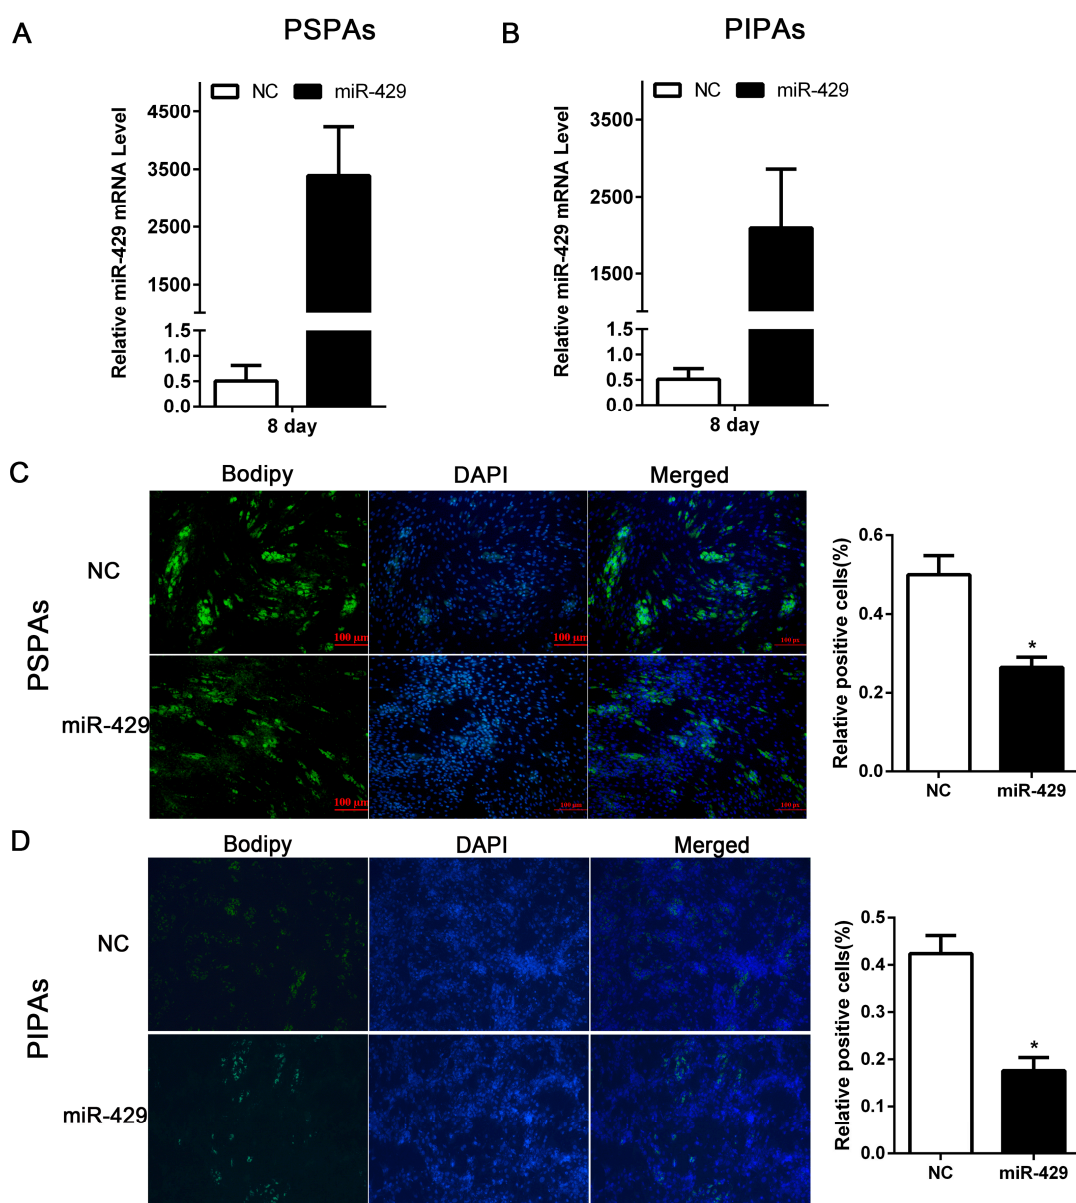 A
PSPAs
B
PIPAs
NC
miR-429
Relative miR-429 mRNA Level
4500
3500
2500
1500
1.5
1.0
0.5
0.0
8 day
NC
miR-429
Relative miR-429 mRNA Level
3500
2500
1500
1.5
1.0
0.5
0.0
8 day
C
Bodipy
DAPI
Merged
PSPAs
NC
100 μm
100 μm
100 px
miR-429
100 μm
100 μm
100 px
Relative positive cells(%)
0.6
0.4
0.2
0.0
*
NC
miR-429
D
Bodipy
DAPI
Merged
PIPAs
NC
miR-429
Relative positive cells(%)
0.5
0.4
0.3
0.2
0.1
0.0
*
NC
miR-429